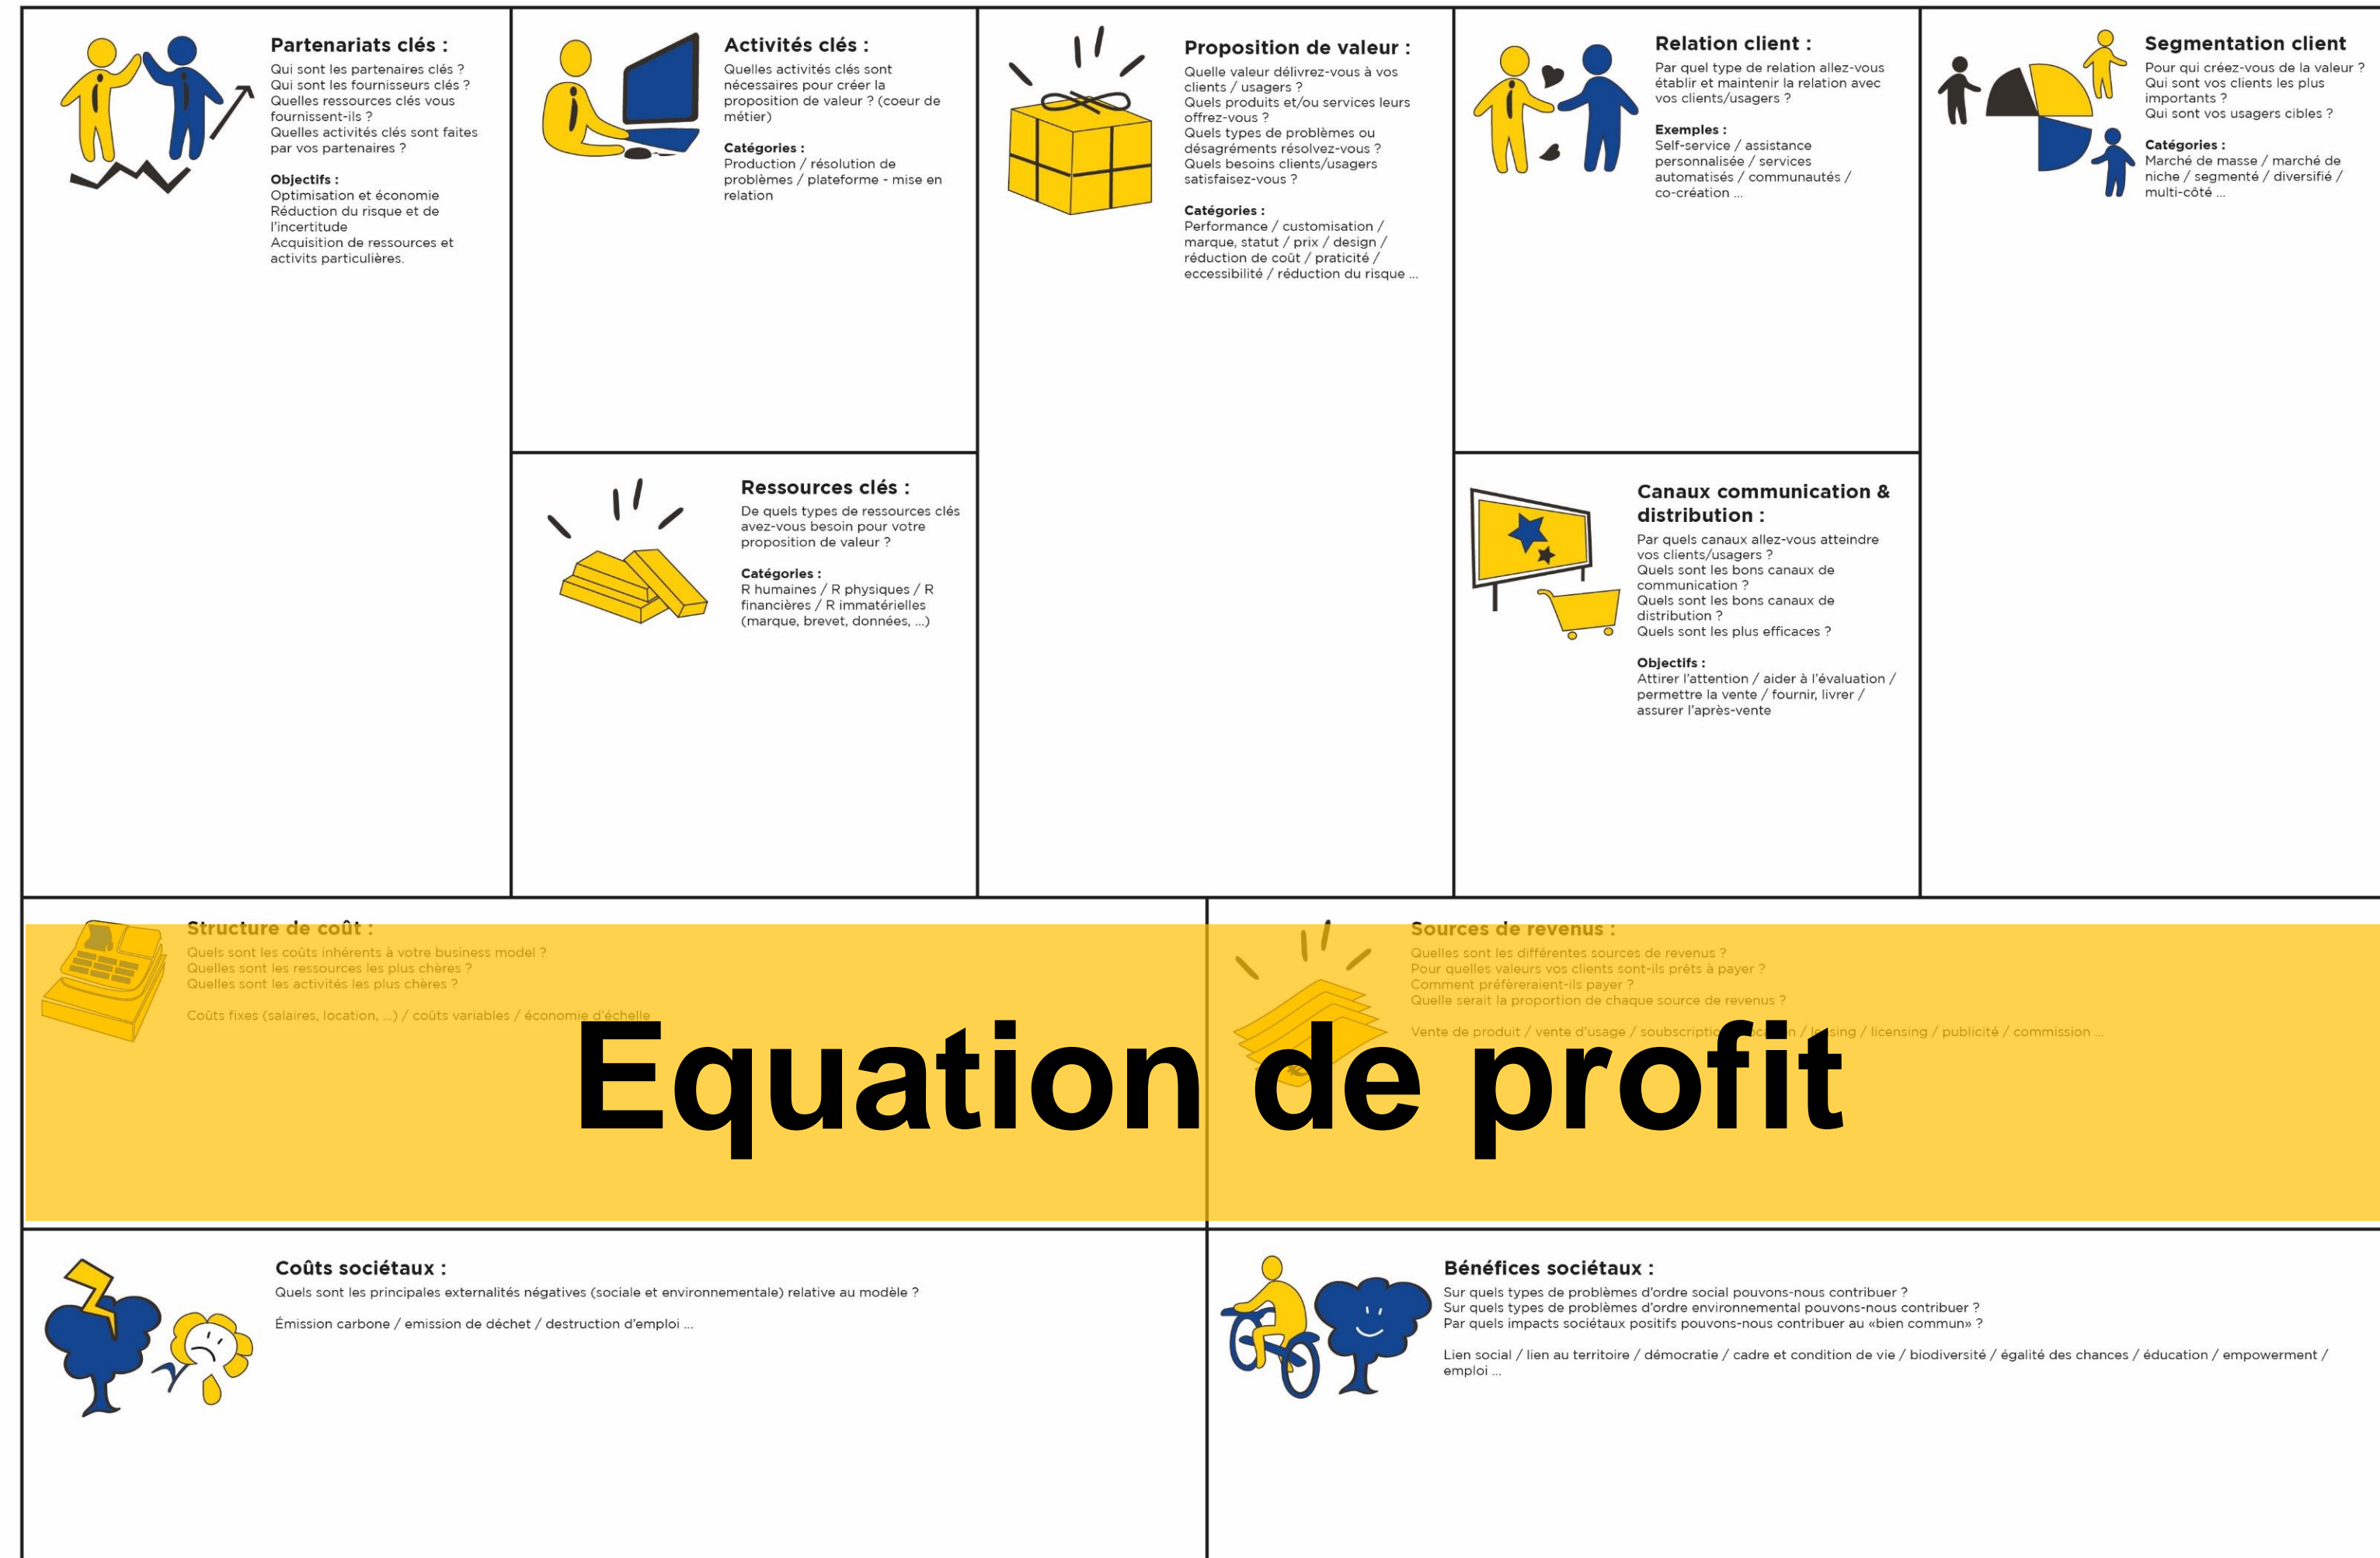 Partenariats clés :
Qui sont les partenaires clés ?
Qui sont les fournisseurs clés ?
Quelles ressources clés vous
fournissent-ils ?
Quelles activités clés sont faites
par vos partenaires ?
Objectifs :
Optimisation et économie
Réduction du risque et de
l'incertitude
Acquisition de ressources et
activits particulières.
Activités clés :
Quelles activités clés sont
nécessaires pour créer la
proposition de valeur ? (coeur de
métier)
Catégories :
Production / résolution de
problèmes / plateforme - mise en
relation
Ressources clés :
De quels types de ressources clés
avez-vous besoin pour votre
proposition de valeur ?
Catégories :
R humaines / R physiques / R
financières / R immatérielles
(marque, brevet, données, ...)
Proposition de valeur :
Quelle valeur délivrez-vous à vos
clients / usagers ?
Quels produits et/ou services leurs
offrez-vous ?
Quels types de problèmes ou
désagréments résolvez-vous ?
Quels besoins clients/usagers
satisfaisez-vous ?
Catégories :
Performance / customisation /
marque, statut / prix / design /
réduction de coût / praticité /
eccessibilité / réduction du risque ...
Relation client :
Par quel type de relation allez-vous
établir et maintenir la relation avec
vos clients/usagers ?
Exemples :
Self-service / assistance
personnalisée / services
automatisés / communautés /
co-création ...
Canaux communication &
distribution :
Par quels canaux allez-vous atteindre
vos clients/usagers ?
Quels sont les bons canaux de
communication ?
Quels sont les bons canaux de
distribution ?
Quels sont les plus efficaces ?
Objectifs :
Attirer l'attention / aider à l'évaluation /
permettre la vente / fournir, livrer /
assurer l'après-vente
Segmentation client
Pour qui créez-vous de la valeur ?
Qui sont vos clients les plus
importants ?
Qui sont vos usagers cibles ?
Catégories :
Marché de masse / marché de
niche / segmenté / diversifié /
multi-côté ...
Structure de coût :
Quels sont les coûts inhérents à votre business model ?
Quelles sont les ressources les plus chères ?
Quelles sont les activités les plus chères ?
Coûts fixes (salaires, location, ...) / coûts variables / économie d'échelle
Sources de revenus :
Quelles sont les différentes sources de revenus ?
Pour quelles valeurs vos clients sont-ils prêts à payer ?
Comment préfèreraient-ils payer ?
Quelle serait la proportion de chaque source de revenus ?
Vente de produit / vente d'usage / / licensing / publicité / commission ...
Equation de profit
Coûts sociétaux :
Quels sont les principales externalités négatives (sociale et environnementale) relative au modèle ?
Émission carbone / emission de déchet / destruction d'emploi ...
Bénéfices sociétaux :
Sur quels types de problèmes d'ordre social pouvons-nous contribuer ?
Sur quels types de problèmes d'ordre environnemental pouvons-nous contribuer ?
Par quels impacts sociétaux positifs pouvons-nous contribuer au «bien commun» ?
Lien social / lien au territoire / démocratie / cadre et condition de vie / biodiversité / égalité des chances / éducation / empowerment /
emploi ...